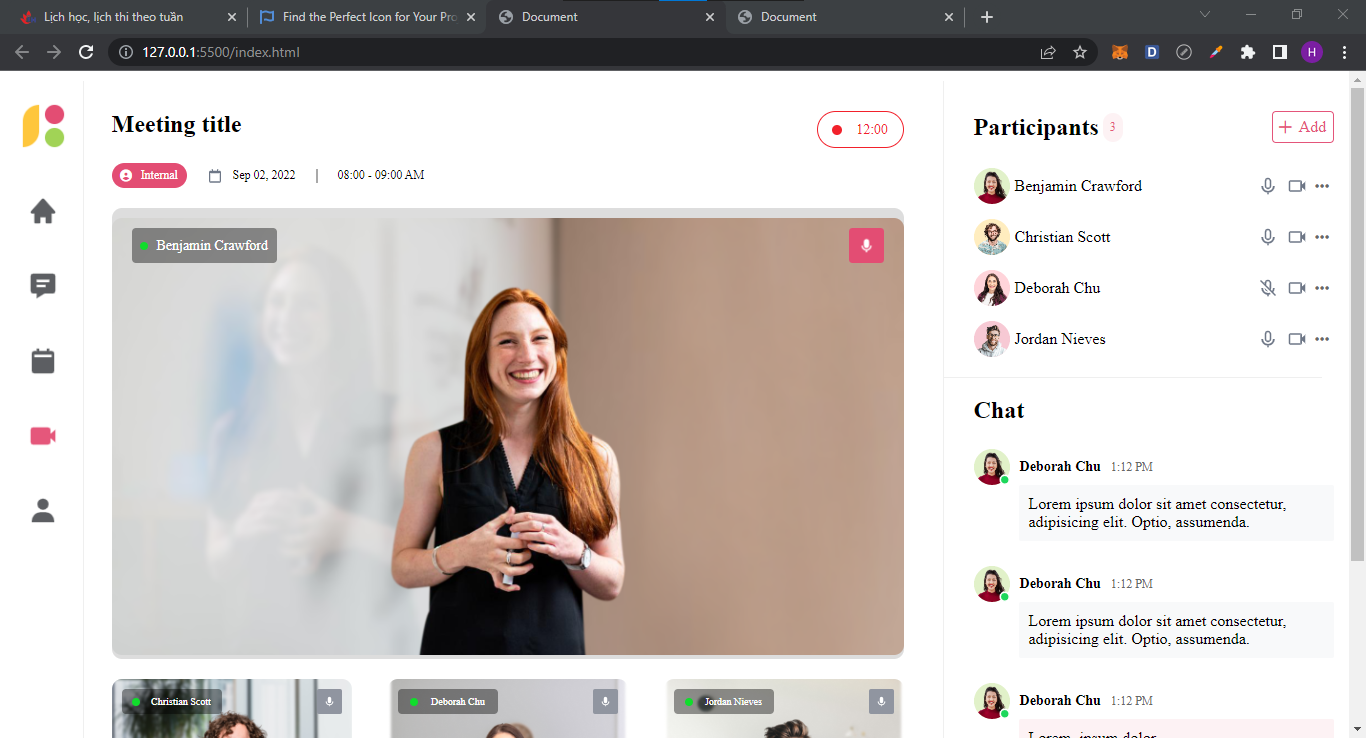 Lịch học, lịch thi theo tuần
Find the Perfect Icon for Your Pro
Document
Document
127.0.0.1:5500/index.html
D
H
Meeting title
12:00
Internal
Sep 02, 2022
|
08:00 - 09:00 AM
Benjamin Crawford
Christian Scott
Deborah Chu
Jordan Nieves
Participants 3
+ Add
Benjamin Crawford
Christian Scott
Deborah Chu
Jordan Nieves
Chat
Deborah Chu 1:12 PM
Lorem ipsum dolor sit amet consectetur,
adipisicing elit. Optio, assumenda.
Deborah Chu 1:12 PM
Lorem ipsum dolor sit amet consectetur,
adipisicing elit. Optio, assumenda.
Deborah Chu 1:12 PM
Lorem, ipsum dolor